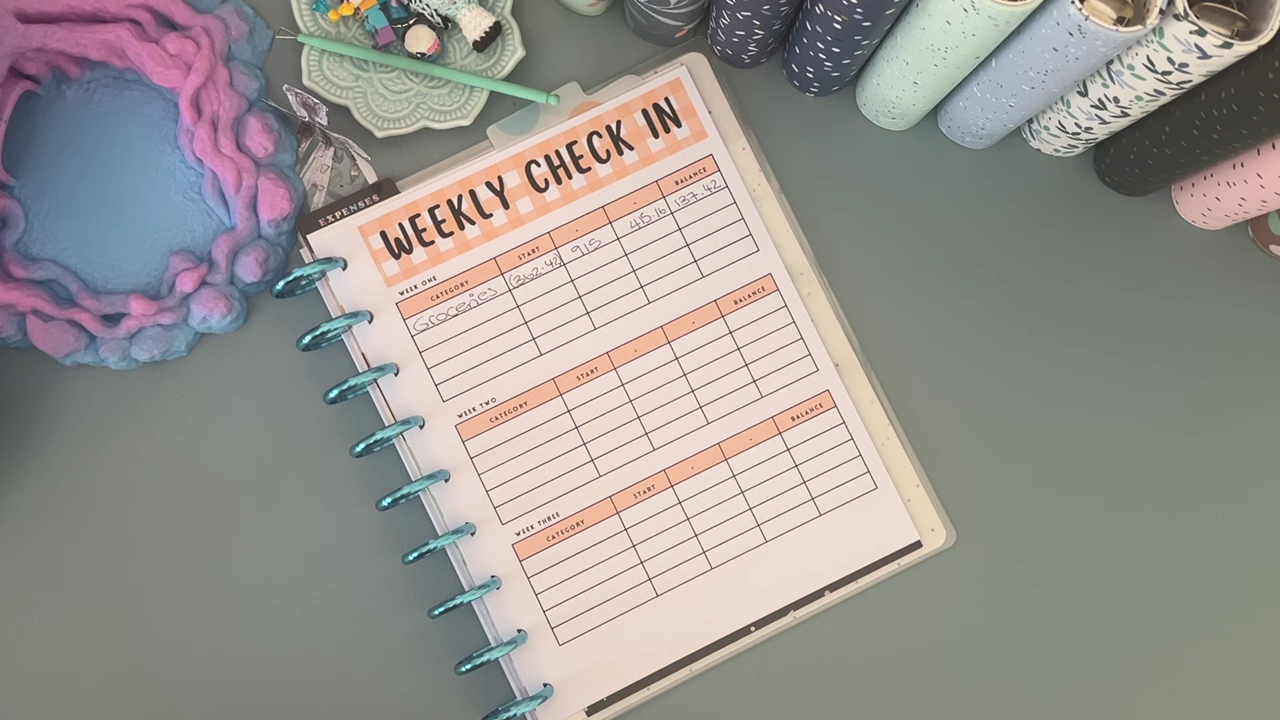 EXPENSES
WEEKLY CHECK IN
WEEK ONE
CATEGORY START + - BALANCE
Groceries (362.42) 915 415.16 137.42
WEEK TWO
CATEGORY START + - BALANCE
WEEK THREE
CATEGORY START + - BALANCE